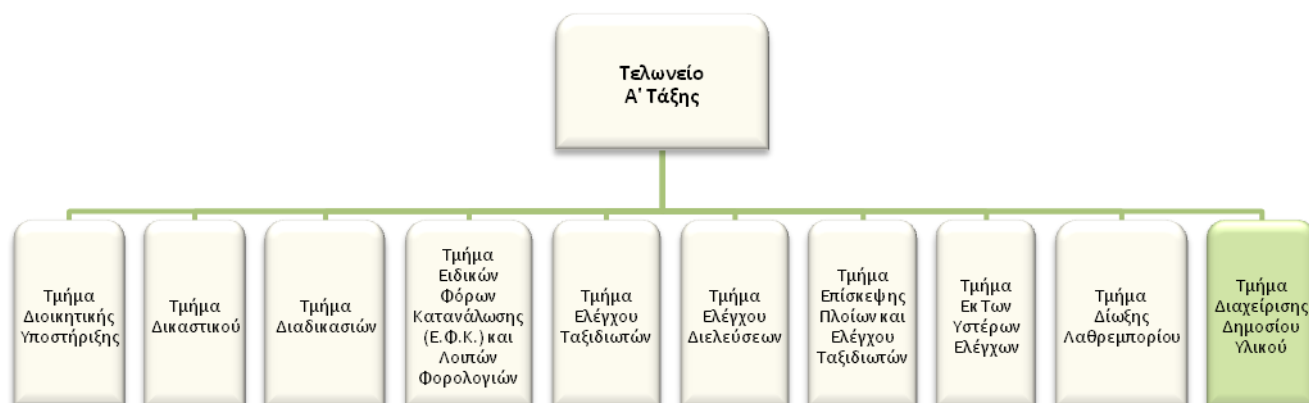 Τελωνείο
Α' Τάξης
Τμήμα
Διοικητικής
Υποστήριξης
Τμήμα
Δικαστικού
Τμήμα
Διαδικασιών
Τμήμα
Ειδικών
Φόρων
Κατανάλωσης
(Ε.Φ.Κ.) και
Λοιπών
Φορολογιών
Τμήμα
Ελέγχου
Ταξιδιωτών
Τμήμα
Ελέγχου
Διελεύσεων
Τμήμα
Επίσκεψης
Πλοίων και
Ελέγχου
Ταξιδιωτών
Τμήμα
Εκ Των
Υστέρων
Ελέγχων
Τμήμα
Δίωξης
Λαθρεμπορίου
Τμήμα
Διαχείρισης
Δημοσίου
Υλικού